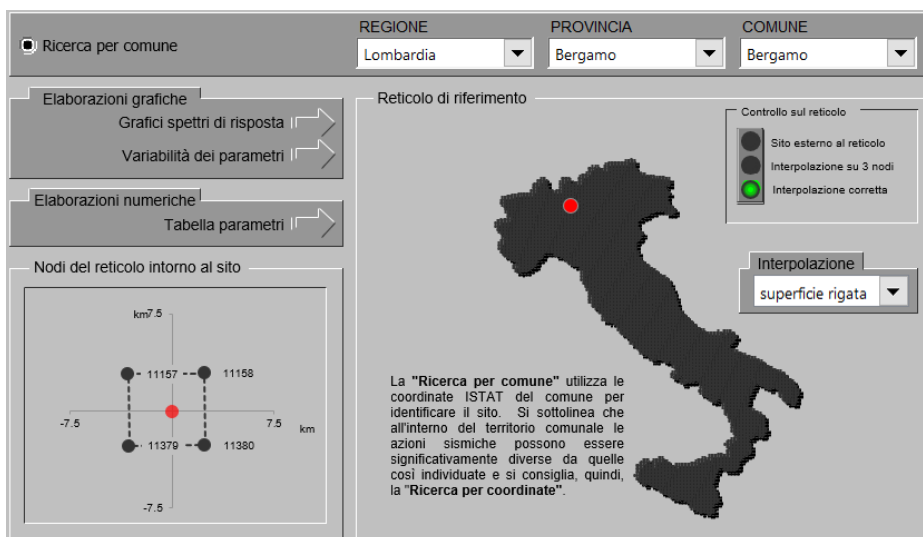 Ricerca per comune
REGIONE
Lombardia
PROVINCIA
Bergamo
COMUNE
Bergamo
Elaborazioni grafiche
Grafici spettri di risposta
Variabilità dei parametri
Elaborazioni numeriche
Tabella parametri
Nodi del reticolo intorno al sito
km 7.5
11157
11158
-7.5
7.5
km
11379
11380
-7.5
Reticolo di riferimento
Controllo sul reticolo
Sito esterno al reticolo
Interpolazione su 3 nodi
Interpolazione corretta
Interpolazione
superficie rigata
La "Ricerca per comune" utilizza le
coordinate ISTAT del comune per
identificare il sito. Si sottolinea che
all'interno del territorio comunale le
azioni sismiche possono essere
significativamente diverse da quelle
così individuate e si consiglia, quindi,
la "Ricerca per coordinate".